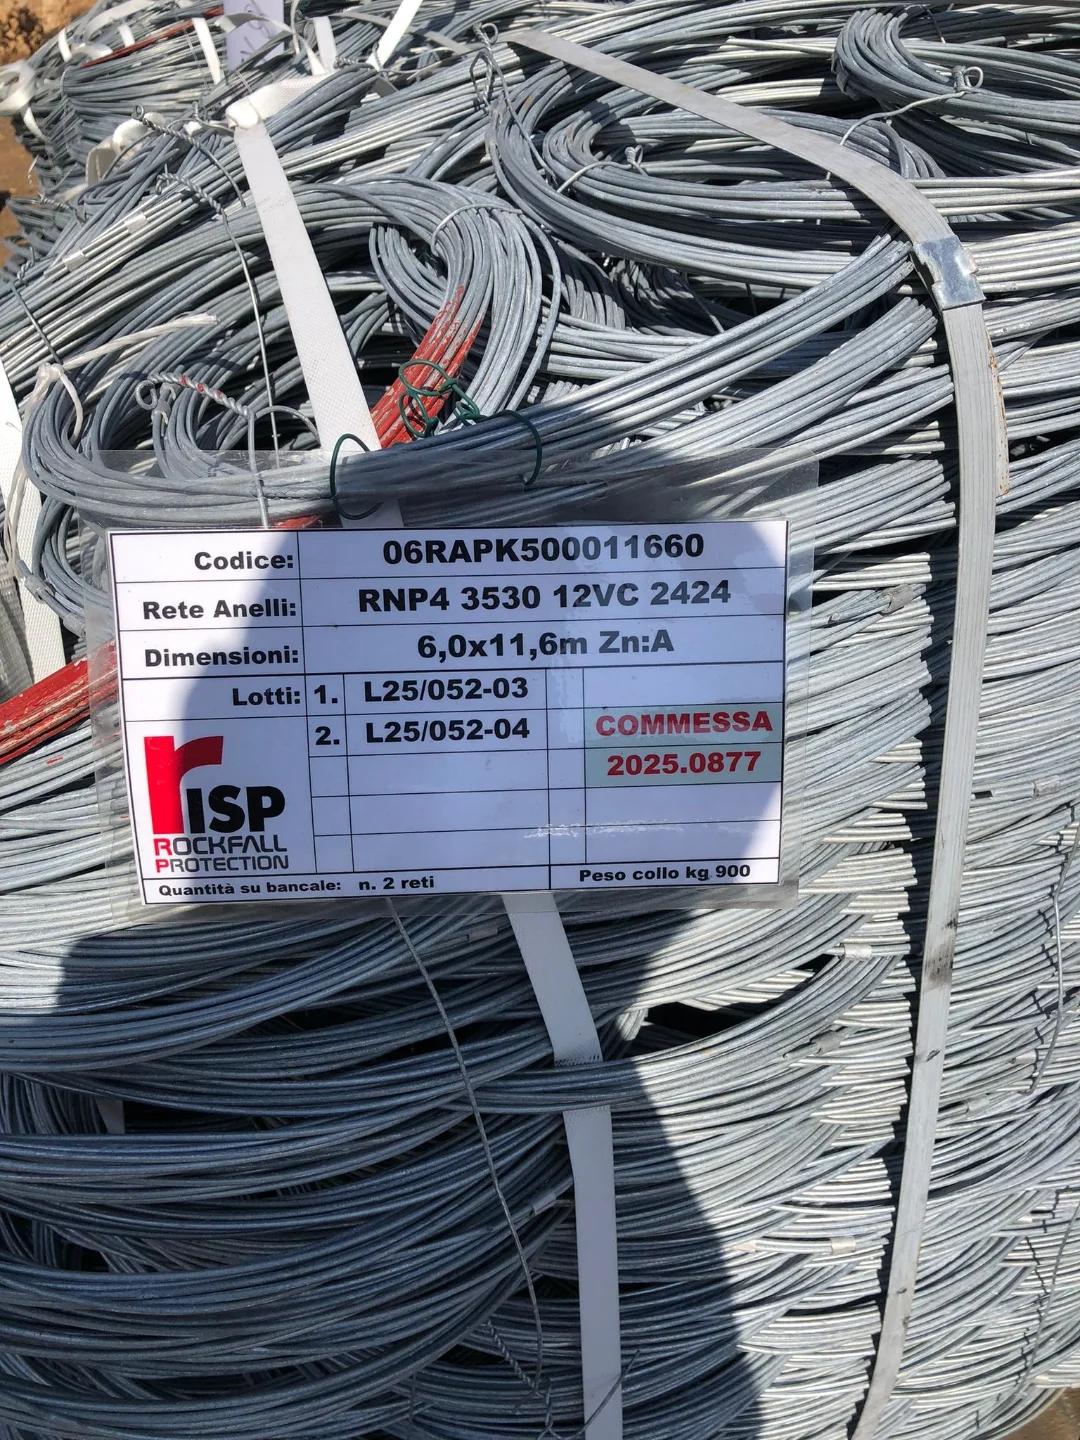 Codice: 06RAPK500011660
Rete Anelli: RNP4 3530 12VC 2424
Dimensioni: 6,0x11,6m Zn:A
Lotti: 1. L25/052-03
2. L25/052-04 COMMESSA
2025.0877
rISP
ROCKFALL
PROTECTION
Quantità su bancale: n. 2 reti Peso collo kg 900